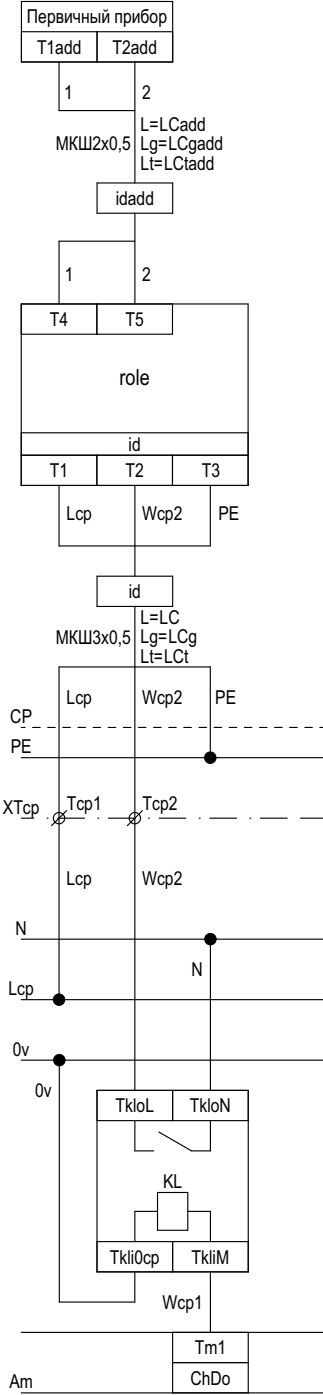 Первичный прибор
T1add T2add
1 2
МКШ2х0,5
L=LCadd
Lg=LCgadd
Lt=LCtadd
idadd
1 2
T4 T5
role
id
T1 T2 T3
Lcp Wcp2 PE
id
МКШ3х0,5
L=LC
Lg=LCg
Lt=LCt
Lcp Wcp2 PE
CP
PE
XTcp Tcp1 Tcp2
Lcp Wcp2
N
N
Lcp
0v
0v
TkloL TkloN
KL
Tkli0cp TkliM
Wcp1
Tm1
Am ChDo